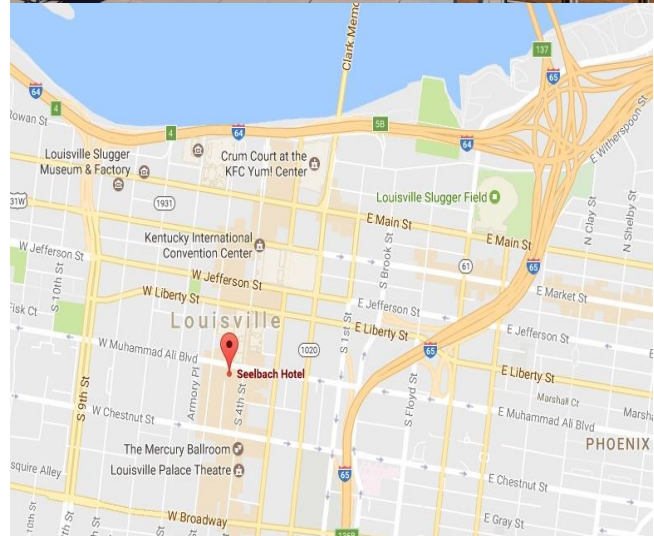 Clark Memo
137
65
64
4
4
64
5B
64
E Witherspoon St
Rowan St
Louisville Slugger
Museum & Factory
Crum Court at the
KFC Yum! Center
31W
1931
Louisville Slugger Field
N Clay St
N Shelby St
E Main St
E Main St
Kentucky International
Convention Center
S Brook St
61
65
W Jefferson St
W Jefferson St
S 10th St
E Market St
W Liberty St
E Jefferson St
E Jefferson St
Fisk Ct
Louisville
E Liberty St
S 1st St
W Muhammad Ali Blvd
1020
65
Seelbach Hotel
E Liberty St
Armory Pl
S 4th St
S 9th St
S Floyd St
Marshall Ct
Marsha
W Chestnut St
E Muhammad Ali Blvd
PHOENIX
The Mercury Ballroom
Louisville Palace Theatre
squire Alley
65
E Chestnut St
W Broadway
E Gray St
10th St